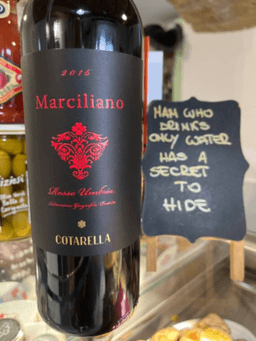 2015
Marciliano
Rosso Umbria
COTARELLA
MAN WHO
DRINKS
ONLY WATER
HAS A
SECRET
TO
HIDE